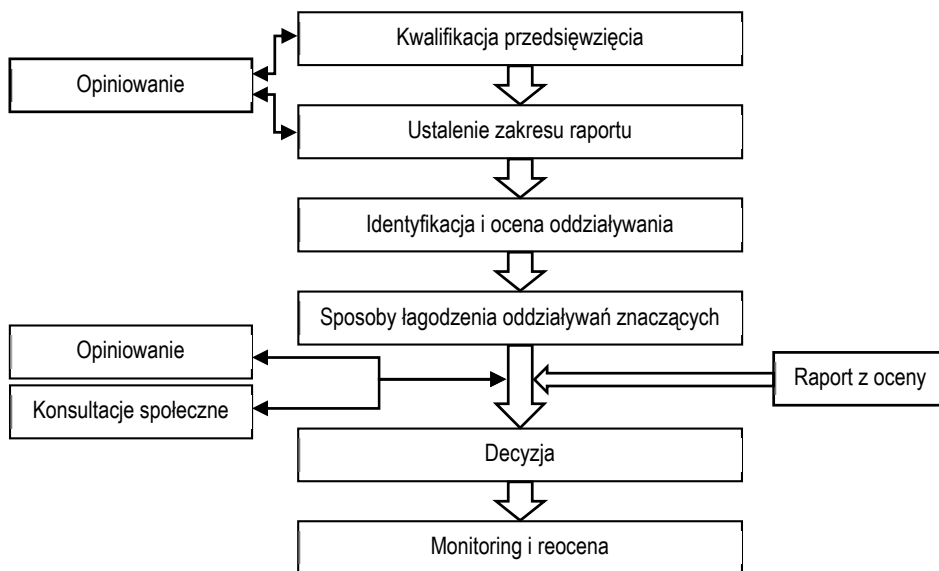 Kwalifikacja przedsięwzięcia
Opiniowanie
Ustalenie zakresu raportu
Identyfikacja i ocena oddziaływania
Sposoby łagodzenia oddziaływań znaczących
Opiniowanie
Konsultacje społeczne
Raport z oceny
Decyzja
Monitoring i reocena